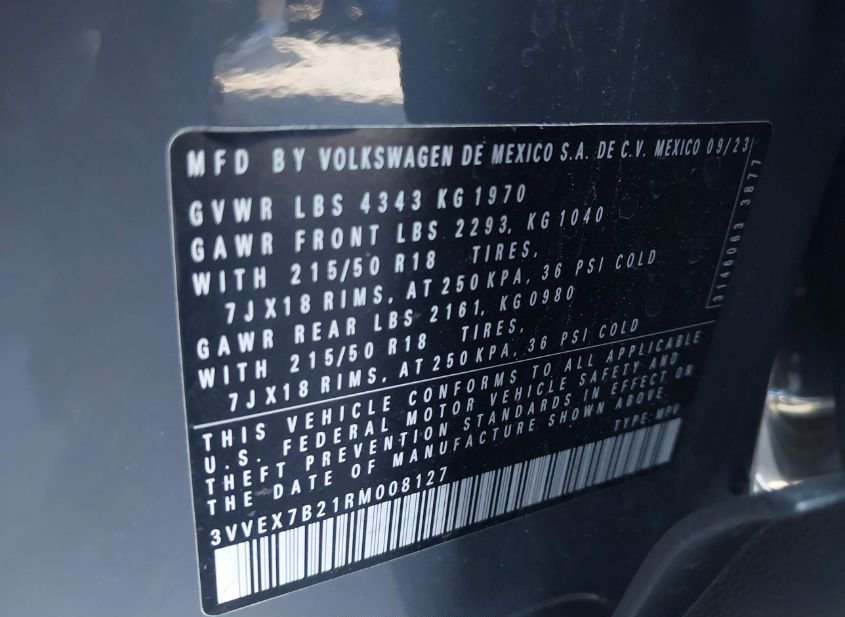 MFD BY VOLKSWAGEN DE MEXICO S.A. DE C.V. MEXICO 09/23
GVWR LBS 4343 KG 1970
GAWR FRONT LBS 2293, KG 1040
WITH 215/50 R18 TIRES,
7JX18 RIMS, AT 250 KPA, 36 PSI COLD
GAWR REAR LBS 2161, KG 0980
WITH 215/50 R18 TIRES,
7JX18 RIMS, AT 250 KPA, 36 PSI COLD
THIS VEHICLE CONFORMS TO ALL APPLICABLE
U.S. FEDERAL MOTOR VEHICLE SAFETY AND
THEFT PREVENTION STANDARDS IN EFFECT ON
THE DATE OF MANUFACTURE SHOWN ABOVE.
TYPE: MPV
3VVEX7B21RM008127
3146063 3877